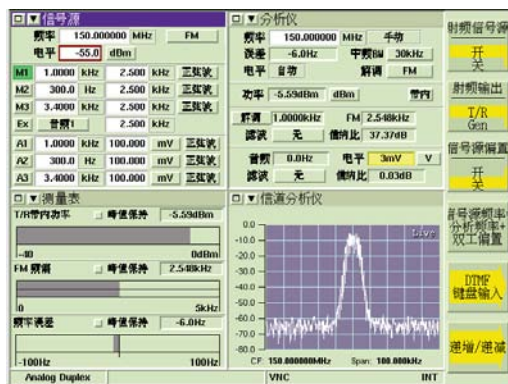 信号源
频率 150.000000 MHz FM
电平 -55.0 dBm
M1 1.0000 kHz 2.500 kHz 正弦波
M2 300.0 Hz 2.500 kHz 正弦波
M3 3.4000 kHz 2.500 kHz 正弦波
Ex 音频1 2.500 kHz
A1 1.0000 kHz 100.000 mV 正弦波
A2 300.0 Hz 100.000 mV 正弦波
A3 3.4000 kHz 100.000 mV 正弦波
分析仪
频率 150.000000 MHz 手动
误差 -6.0Hz 中频BW 30kHz
电平 自动 解调 FM
功率 -5.59dBm dBm 带内
解调 1.0000kHz FM 2.548kHz
滤波 无 信纳比 37.37dB
音频 0.0Hz 电平 3mV V
滤波 无 信纳比 0.03dB
测量表
T/R带内功率 峰值保持 -5.59dBm
-40 0dBm
FM 频偏 峰值保持 2.548kHz
0 5kHz
频率误差 峰值保持 -6.0Hz
-100Hz 100Hz
信道分析仪
Live
0.0
-10.0
-20.0
-30.0
-40.0
-50.0
-60.0
-70.0
-80.0
CF: 150.000000MHz Span: 100.000kHz
射频信号源
开
关
射频输出
T/R
Gen
信号源偏置
开
关
信号源频率=
分析频率+
双工偏置
DTMF
键盘输入
递增/递减
Analog Duplex VNC INT